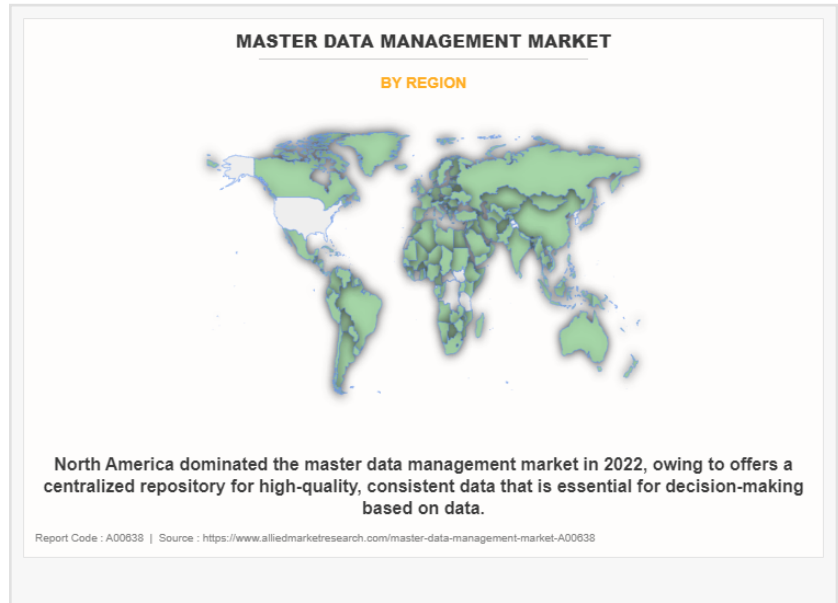 MASTER DATA MANAGEMENT MARKET
BY REGION
North America dominated the master data management market in 2022, owing to offers a
centralized repository for high-quality, consistent data that is essential for decision-making
based on data.
Report Code : A00638 | Source : https://www.alliedmarketresearch.com/master-data-management-market-A00638